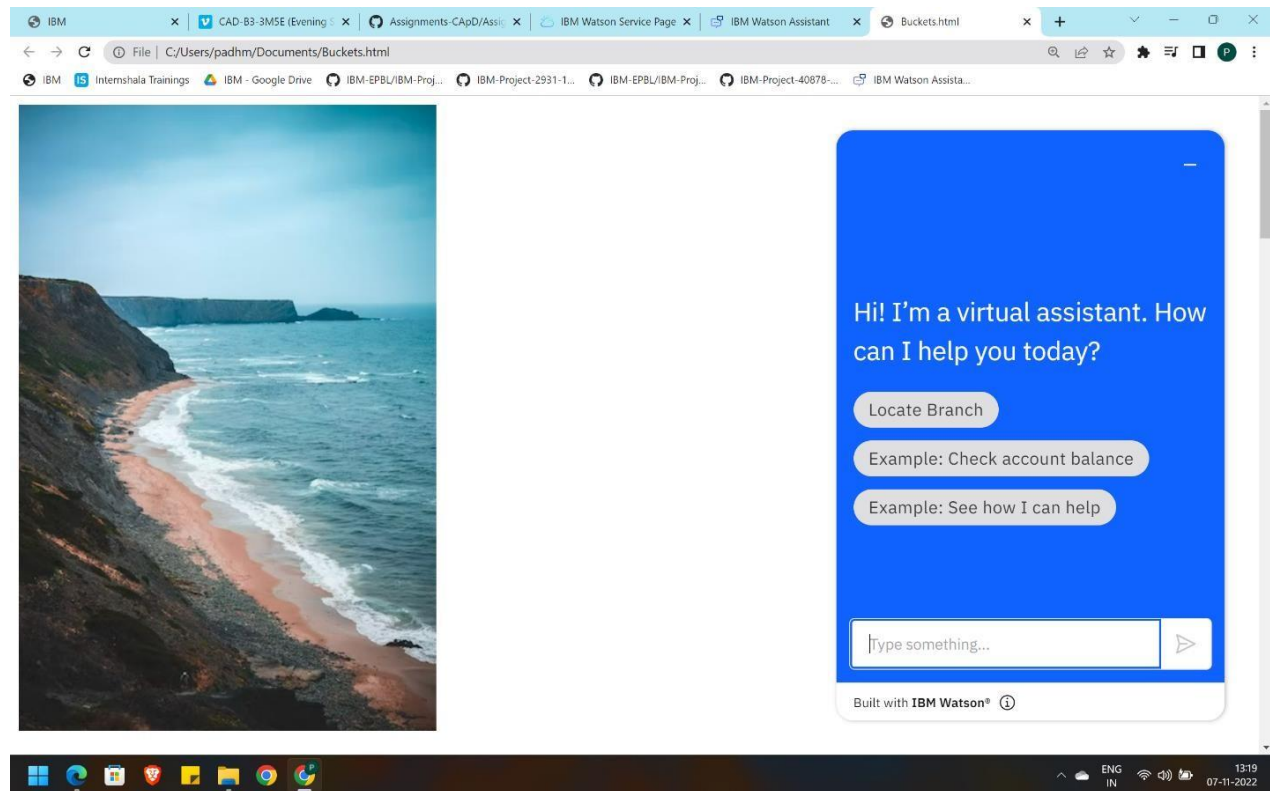 IBM
CAD-B3-3M5E (Evening S
Assignments-CApD/Assig
IBM Watson Service Page
IBM Watson Assistant
Buckets.html
File | C:/Users/padhm/Documents/Buckets.html
P
IBM
IS Internshala Trainings
IBM - Google Drive
IBM-EPBL/IBM-Proj...
IBM-Project-2931-1...
IBM-EPBL/IBM-Proj...
IBM-Project-40878-...
IBM Watson Assista...
Hi! I’m a virtual assistant. How
can I help you today?
Locate Branch
Example: Check account balance
Example: See how I can help
Type something...
Built with IBM Watson®
ENG
IN
13:19
07-11-2022